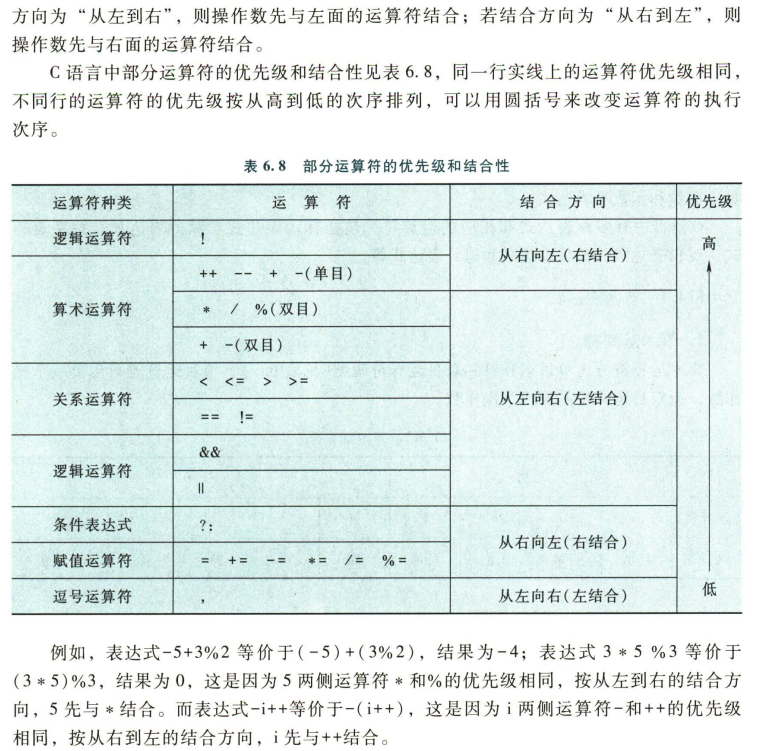 方向为“从左到右”，则操作数先与左面的运算符结合；若结合方向为“从右到左”，则
操作数先与右面的运算符结合。
C 语言中部分运算符的优先级和结合性见表 6.8，同一行实线上的运算符优先级相同，
不同行的运算符的优先级按从高到低的次序排列，可以用圆括号来改变运算符的执行
次序。
表 6.8 部分运算符的优先级和结合性
运算符种类 运 算 符 结 合 方 向 优先级
逻辑运算符 ! 从右向左(右结合) 高
++ -- + -(单目)
算术运算符 * / %(双目)
+ -(双目)
关系运算符 < <= > >= 从左向右(左结合)
== !=
逻辑运算符 &&
||
条件表达式 ?: 从右向左(右结合)
赋值运算符 = += -= *= /= %=
逗号运算符 , 从左向右(左结合) 低
例如，表达式-5+3%2 等价于(-5)+(3%2)，结果为-4；表达式 3 * 5 %3 等价于
(3 * 5)%3，结果为 0，这是因为 5 两侧运算符 * 和%的优先级相同，按从左到右的结合方
向，5 先与 * 结合。而表达式-i++等价于-(i++)，这是因为 i 两侧运算符-和++的优先级
相同，按从右到左的结合方向，i 先与++结合。